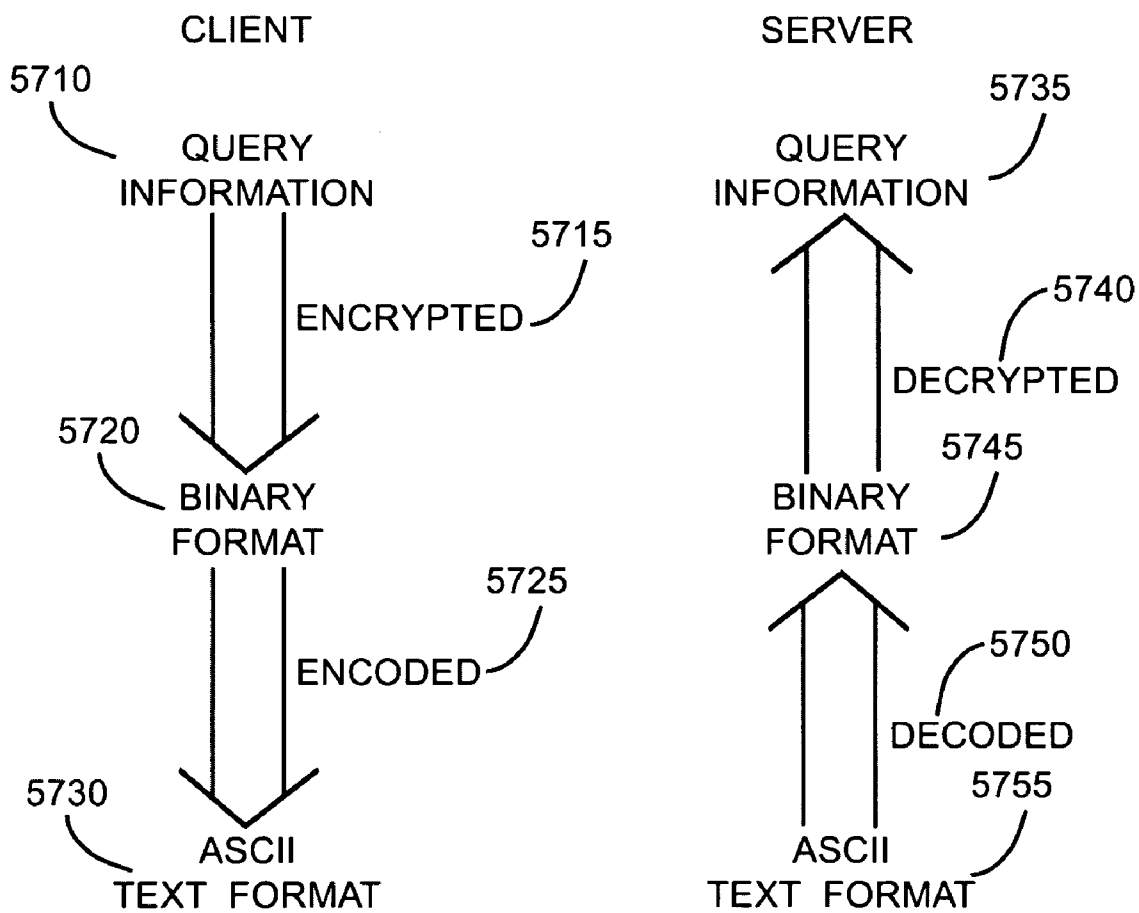 CLIENT
5710
QUERY
INFORMATION
5715
ENCRYPTED
5720
BINARY
FORMAT
5725
ENCODED
5730
ASCII
TEXT FORMAT
SERVER
5735
QUERY
INFORMATION
5740
DECRYPTED
5745
BINARY
FORMAT
5750
DECODED
5755
ASCII
TEXT FORMAT